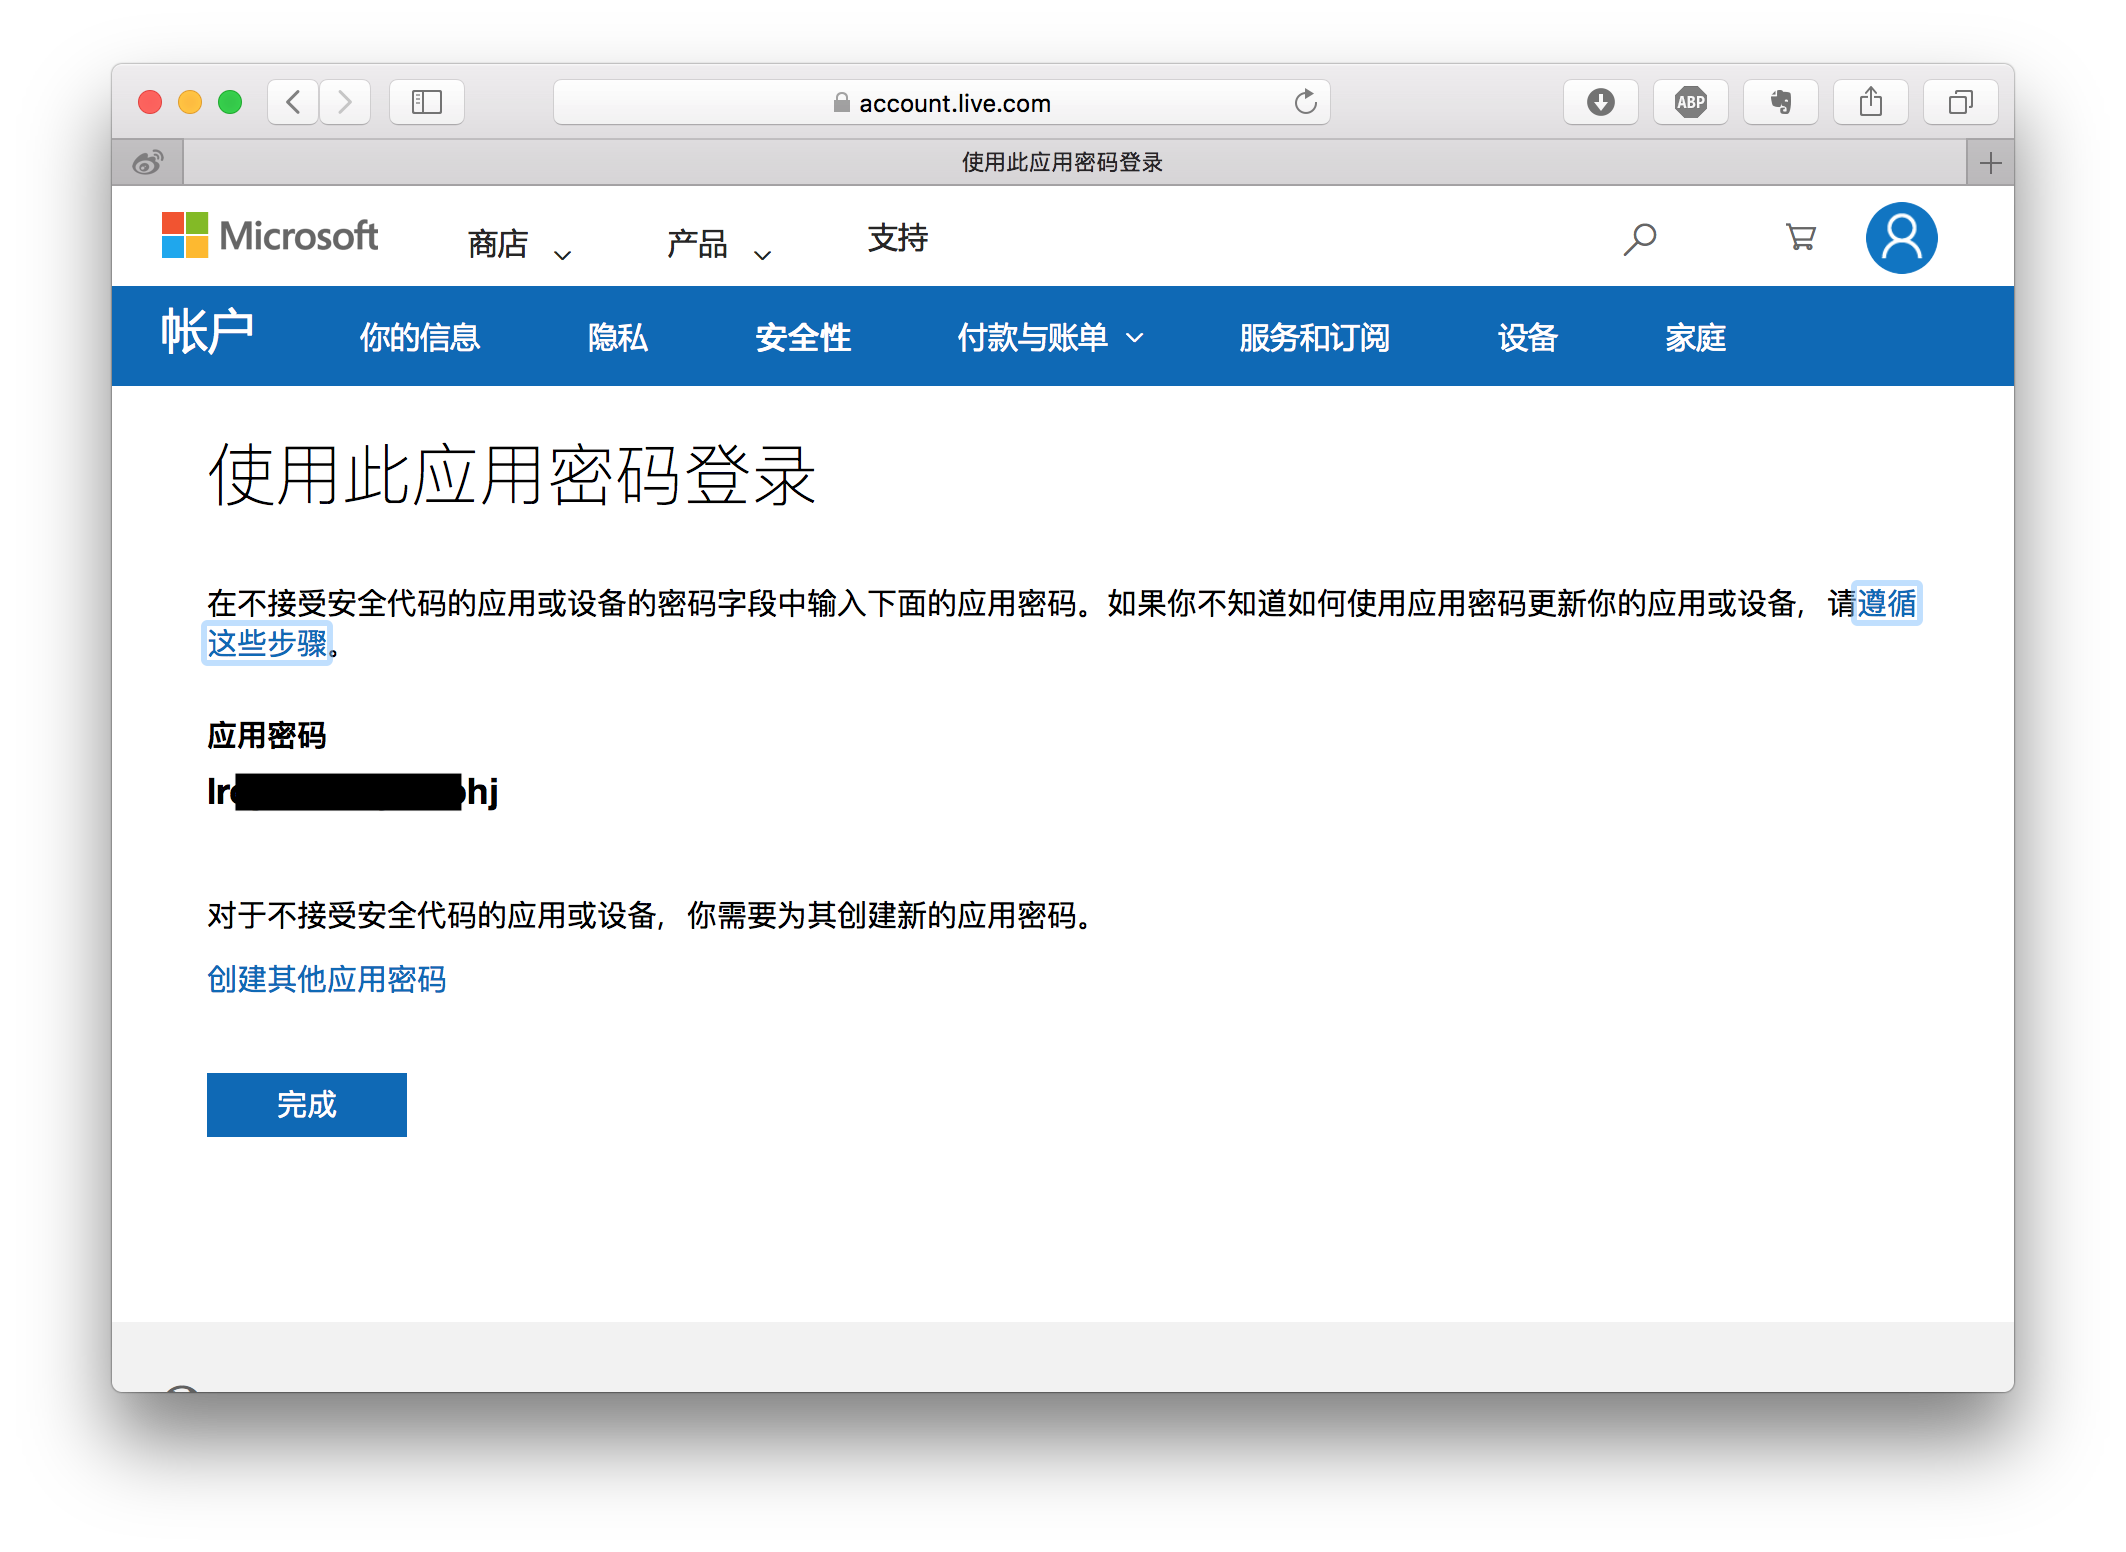 account.live.com
ABP
使用此应用密码登录
Microsoft
商店
产品
支持
帐户
你的信息
隐私
安全性
付款与账单
服务和订阅
设备
家庭
使用此应用密码登录
在不接受安全代码的应用或设备的密码字段中输入下面的应用密码。如果你不知道如何使用应用密码更新你的应用或设备，请遵循
这些步骤。
应用密码
lr hj
对于不接受安全代码的应用或设备，你需要为其创建新的应用密码。
创建其他应用密码
完成